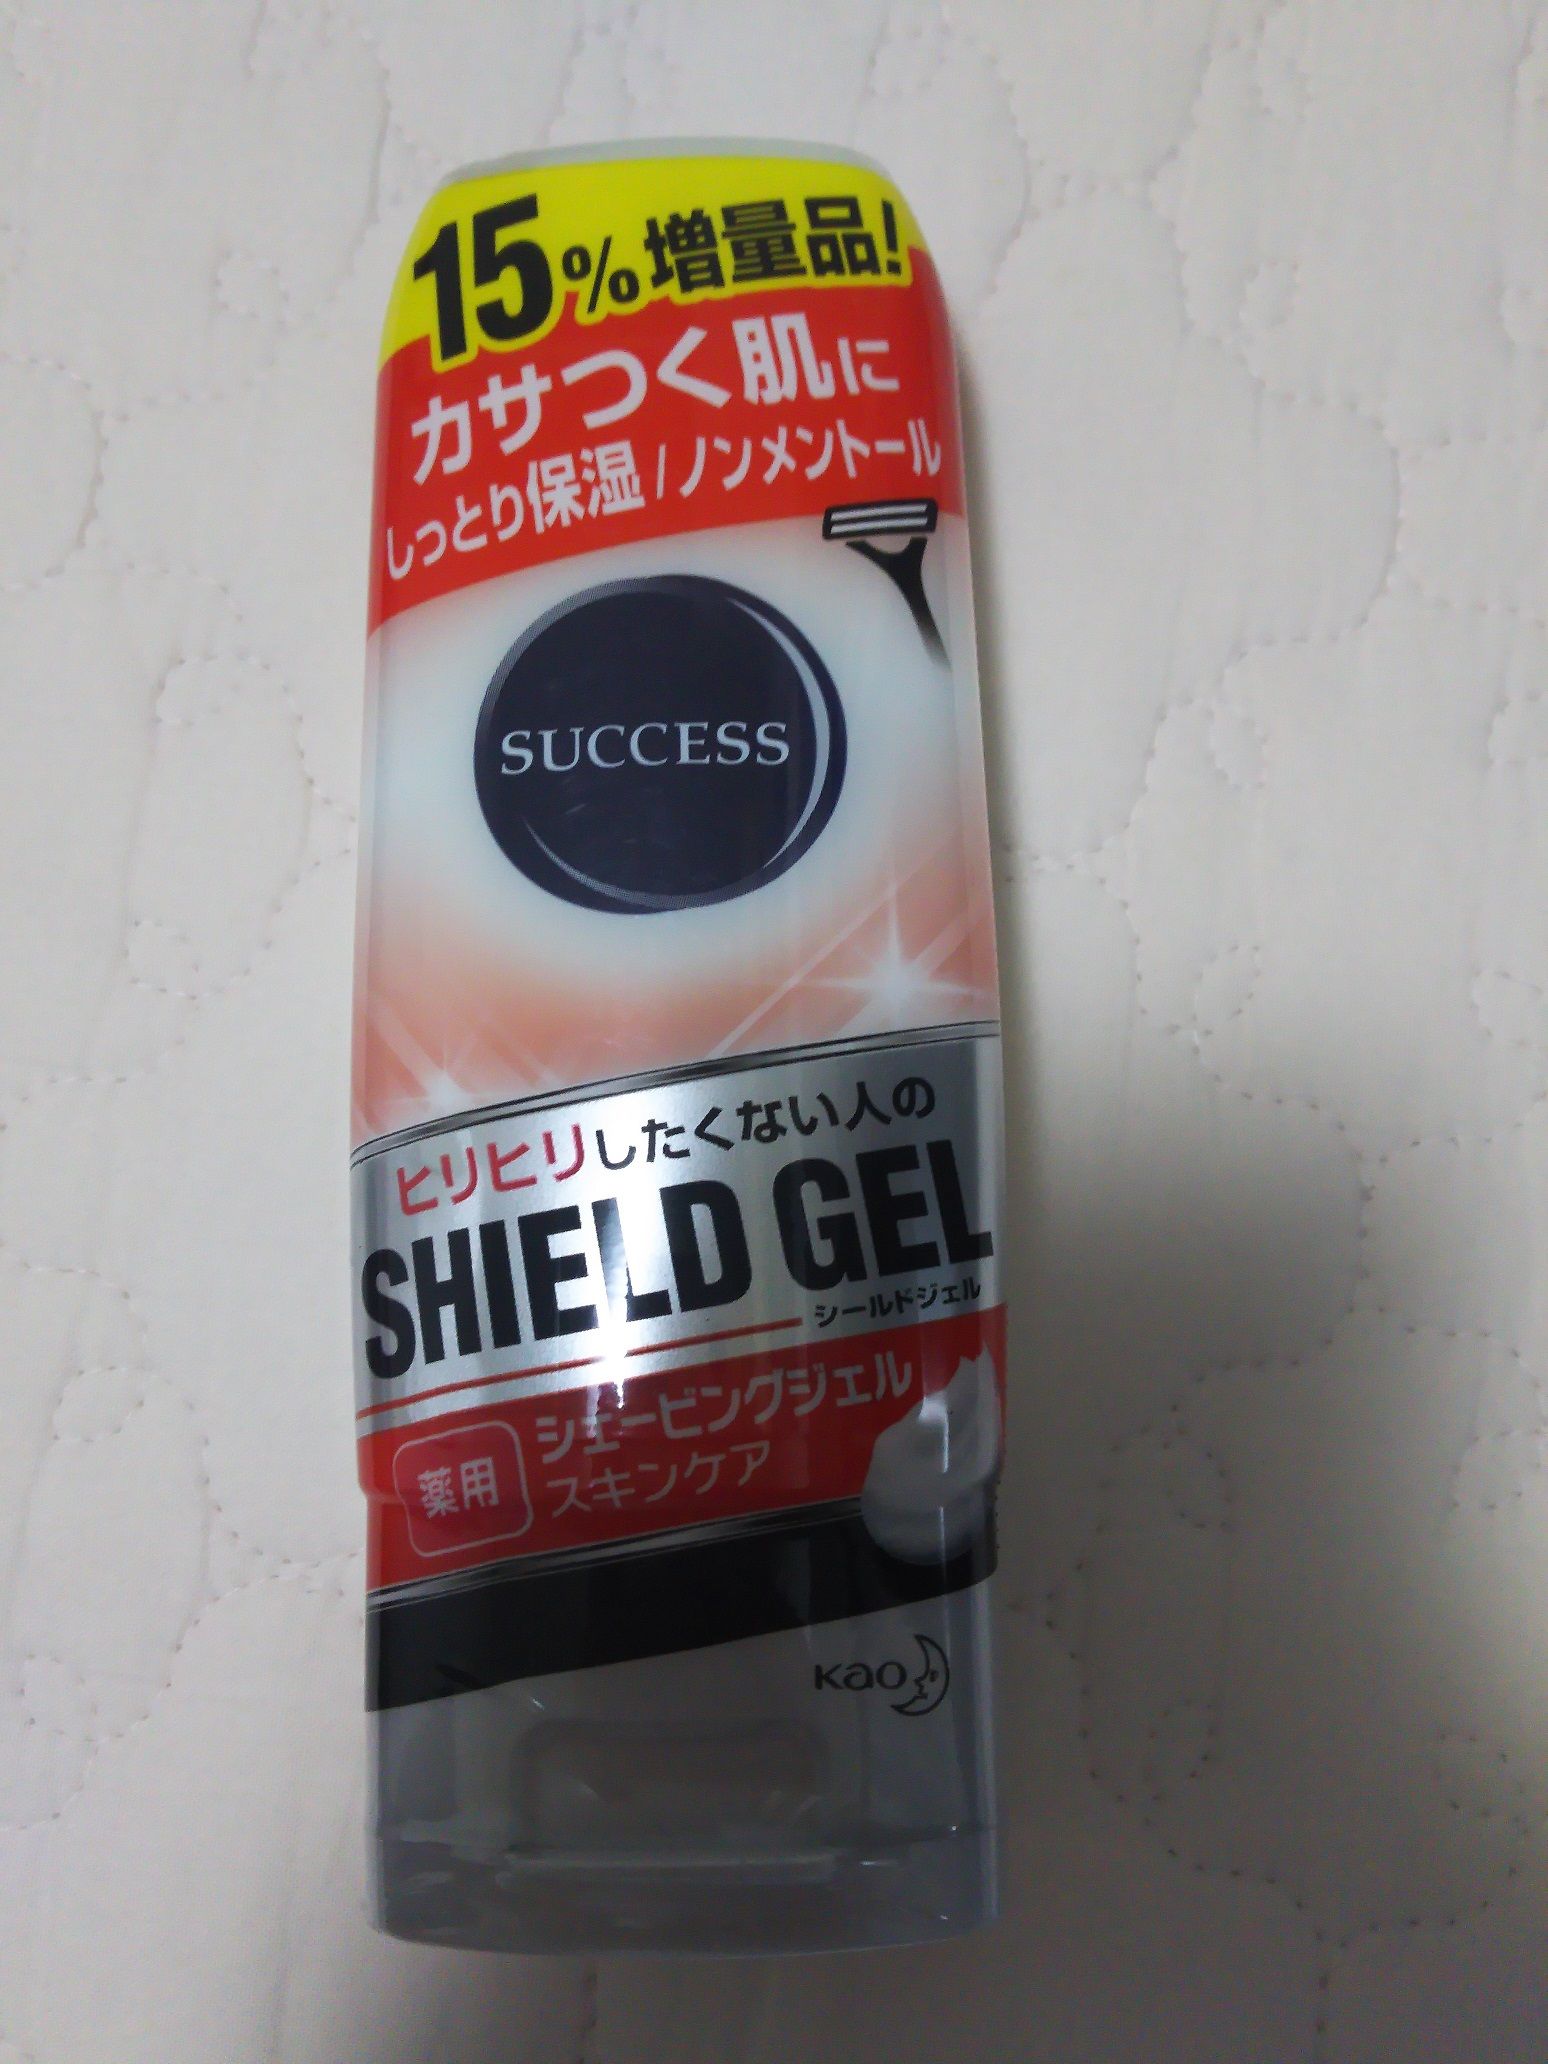 15%増量品!
カサつく肌に
しっとり保湿/ノンメントール
SUCCESS
ヒリヒリしたくない人の
SHIELD GEL
シールドジェル
薬用 シェービングジェル
スキンケア
Kao